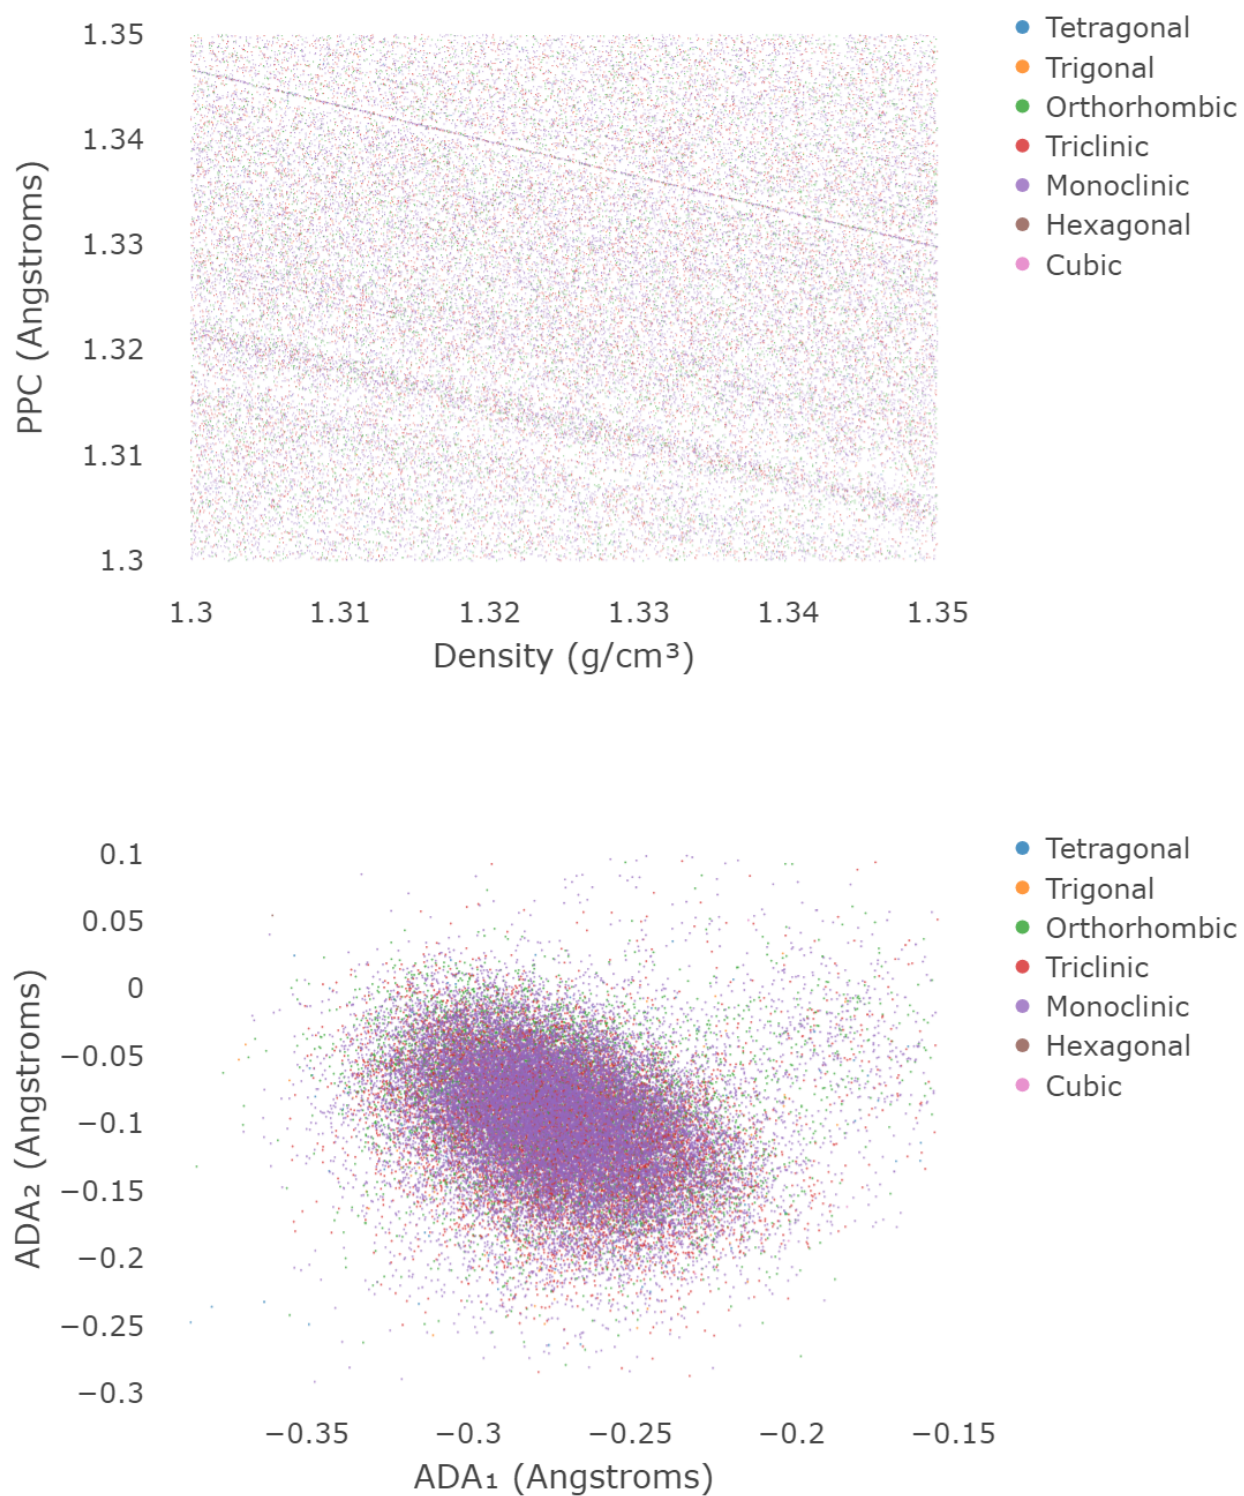 1.35
1.34
1.33
1.32
1.31
1.3
PPC (Angstroms)
1.3 1.31 1.32 1.33 1.34 1.35
Density (g/cm³)
Tetragonal
Trigonal
Orthorhombic
Triclinic
Monoclinic
Hexagonal
Cubic
0.1
0.05
0
−0.05
−0.1
−0.15
−0.2
−0.25
−0.3
ADA₂ (Angstroms)
−0.35 −0.3 −0.25 −0.2 −0.15
ADA₁ (Angstroms)
Tetragonal
Trigonal
Orthorhombic
Triclinic
Monoclinic
Hexagonal
Cubic